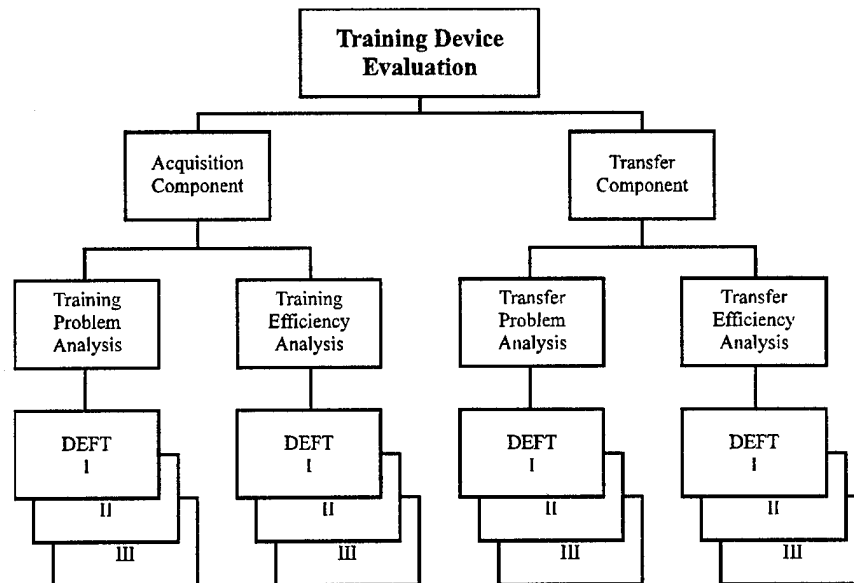 Training Device
Evaluation
Acquisition
Component
Transfer
Component
Training
Problem
Analysis
Training
Efficiency
Analysis
Transfer
Problem
Analysis
Transfer
Efficiency
Analysis
DEFT
I
II
III
DEFT
I
II
III
DEFT
I
II
III
DEFT
I
II
III